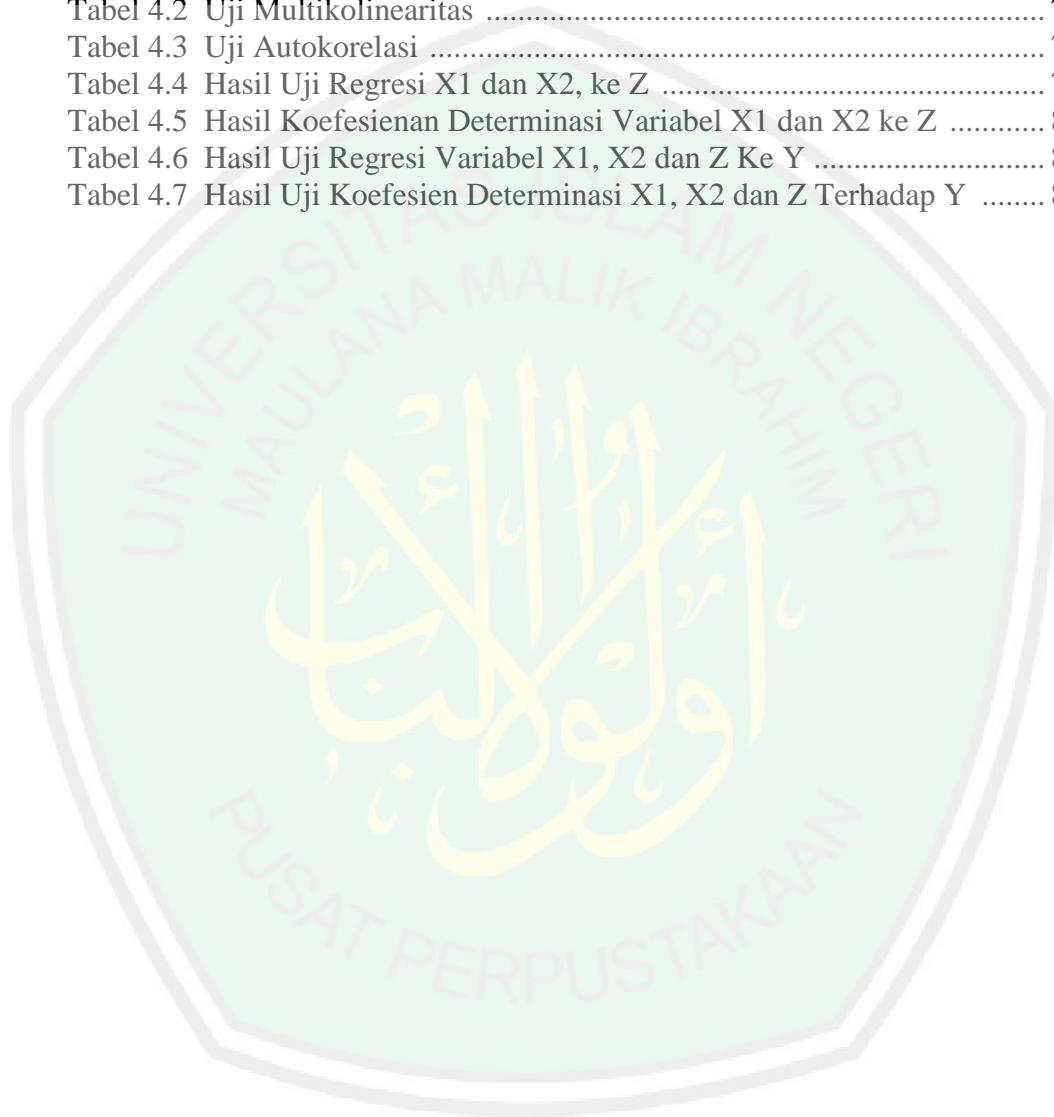 Tabel 4.2 Uji Multikolinearitas ................................................................................
Tabel 4.3 Uji Autokorelasi ........................................................................................
Tabel 4.4 Hasil Uji Regresi X1 dan X2, ke Z ......................................................
Tabel 4.5 Hasil Koefesienan Determinasi Variabel X1 dan X2 ke Z ............
Tabel 4.6 Hasil Uji Regresi Variabel X1, X2 dan Z Ke Y .................................
Tabel 4.7 Hasil Uji Koefesien Determinasi X1, X2 dan Z Terhadap Y ........
UNIVERSITAS ISLAM NEGERI
MAULANA MALIK IBRAHIM
أولوا الألباب
PUSAT PERPUSTAKAAN